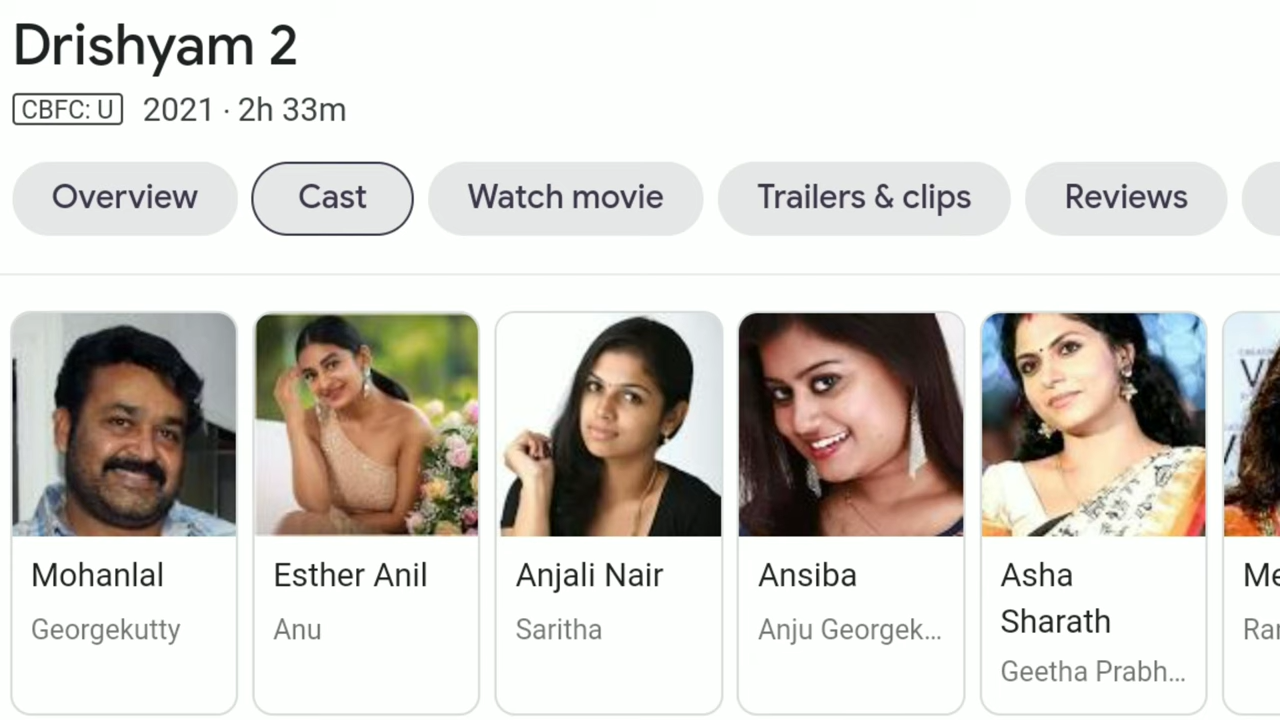 Drishyam 2
CBFC: U 2021 · 2h 33m
Overview Cast Watch movie Trailers & clips Reviews
Mohanlal
Georgekutty
Esther Anil
Anu
Anjali Nair
Saritha
Ansiba
Anju Georgek...
Asha
Sharath
Geetha Prabh...